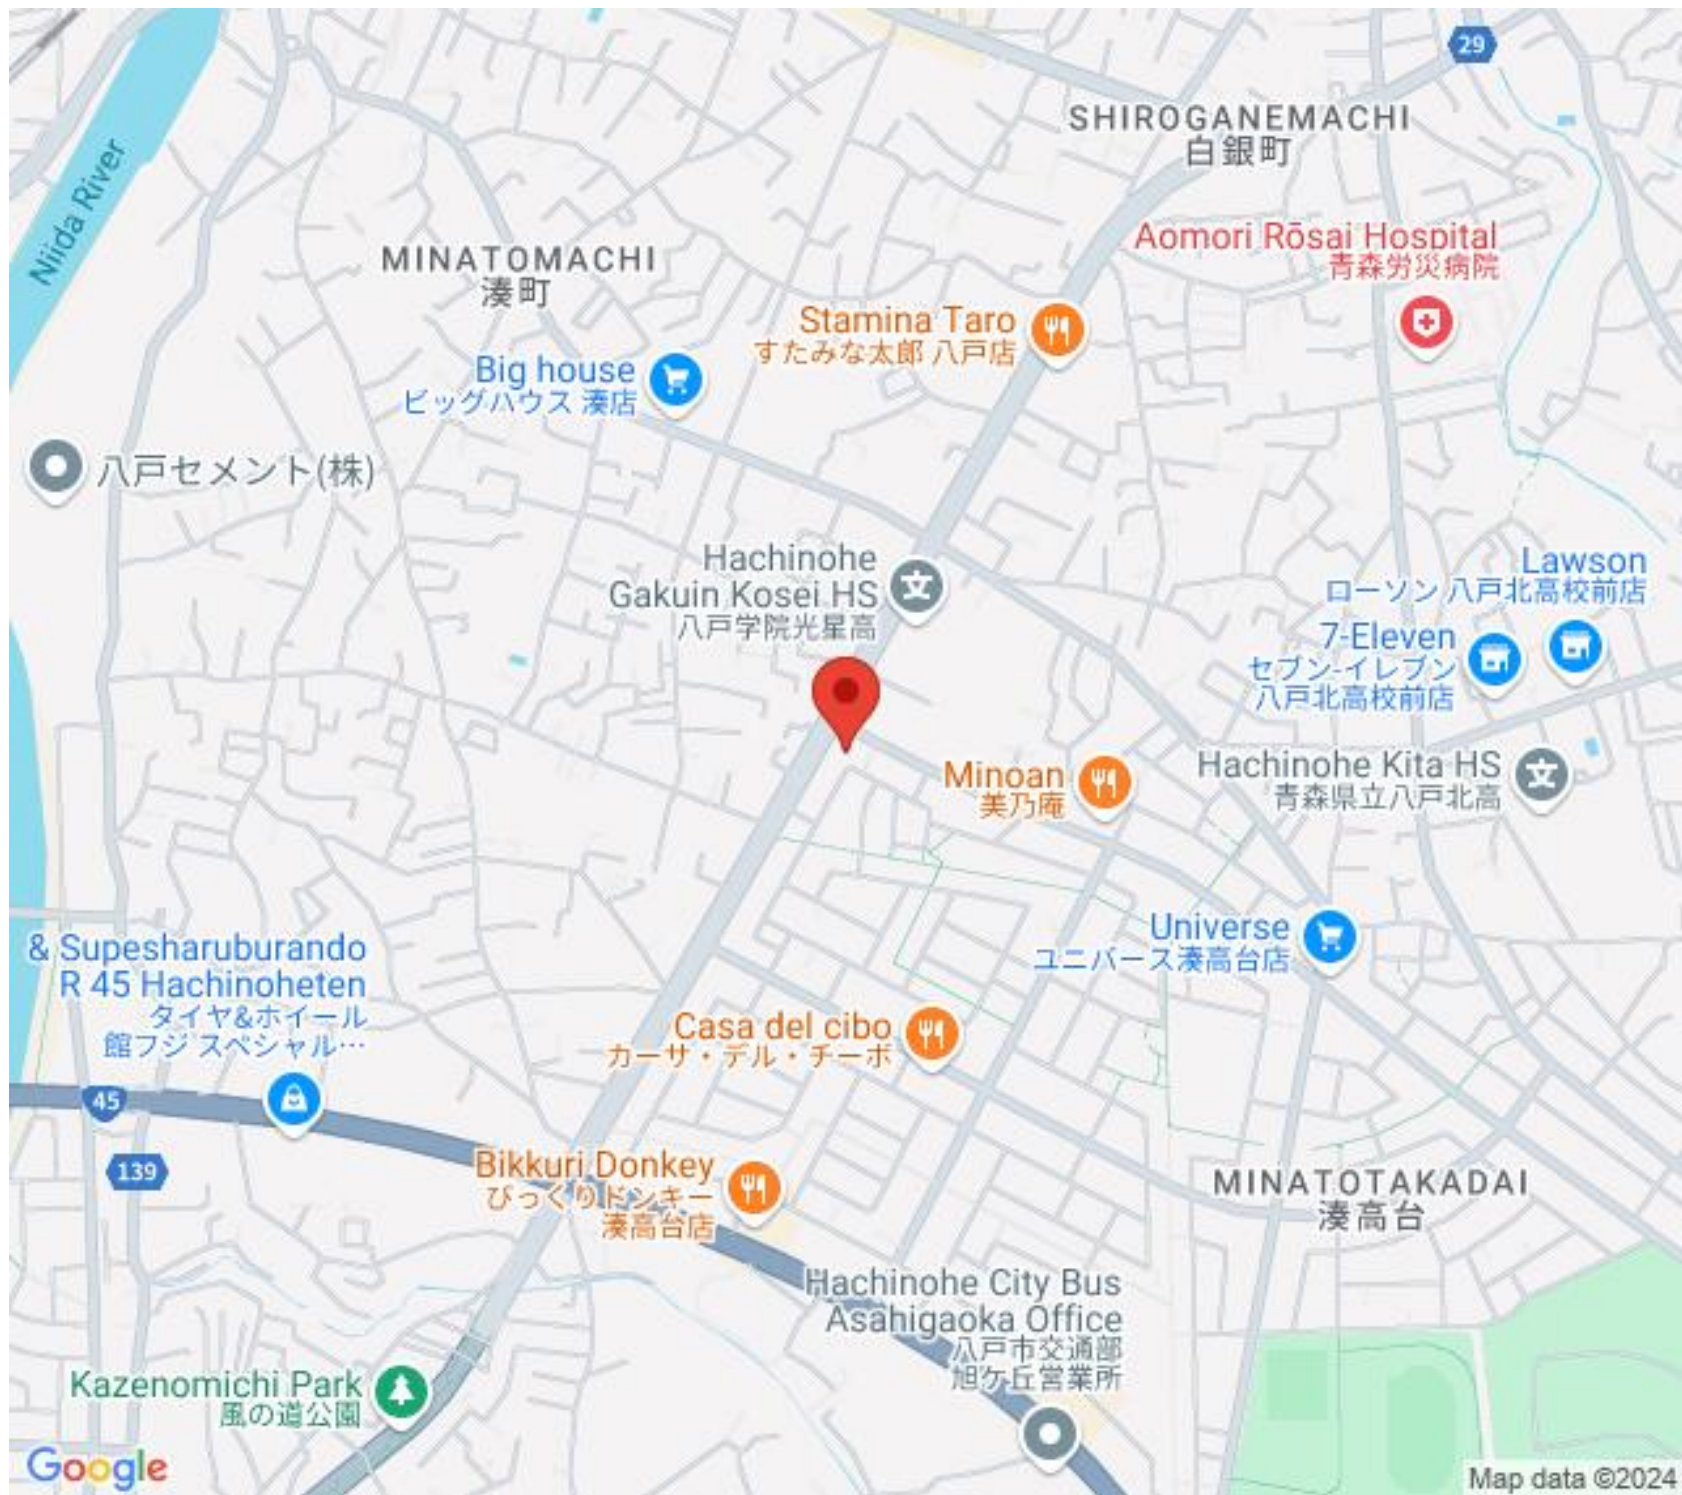 29
SHIROGANEMACHI
白銀町
Niida River
Aomori Rōsai Hospital
青森労災病院
MINATOMACHI
湊町
Stamina Taro
すたみな太郎 八戸店
Big house
ビッグハウス 湊店
八戸セメント(株)
Hachinohe
Gakuin Kosei HS
八戸学院光星高
Lawson
ローソン 八戸北高校前店
7-Eleven
セブン-イレブン
八戸北高校前店
Minoan
美乃庵
Hachinohe Kita HS
青森県立八戸北高
Universe
ユニバース湊高台店
& Supesharuburando
R 45 Hachinoheten
タイヤ&ホイール
館フジ スペシャル…
Casa del cibo
カーサ・デル・チーボ
45
139
Bikkuri Donkey
びっくりドンキー
湊高台店
MINATOTAKADAI
湊高台
Hachinohe City Bus
Asahigaoka Office
八戸市交通部
旭ケ丘営業所
Kazenomichi Park
風の道公園
Google
Map data ©2024